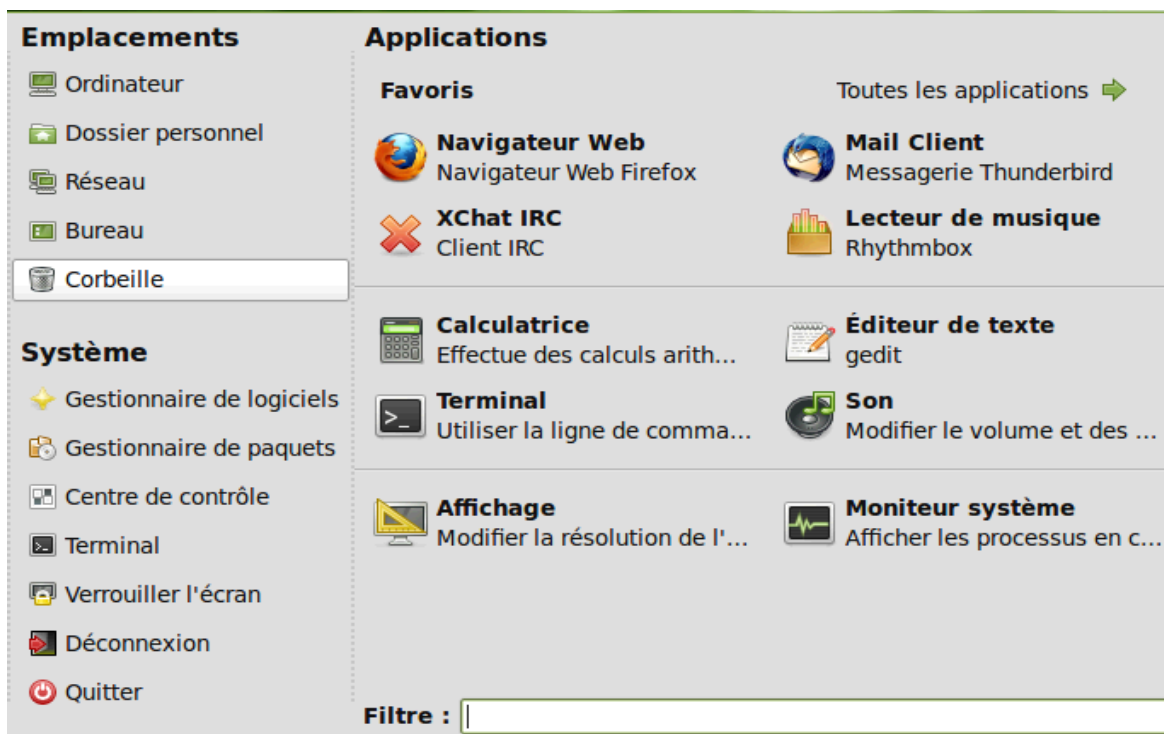 Emplacements
Ordinateur
Dossier personnel
Réseau
Bureau
Corbeille
Système
Gestionnaire de logiciels
Gestionnaire de paquets
Centre de contrôle
Terminal
Verrouiller l'écran
Déconnexion
Quitter
Applications
Favoris
Toutes les applications
Navigateur Web
Navigateur Web Firefox
Mail Client
Messagerie Thunderbird
XChat IRC
Client IRC
Lecteur de musique
Rhythmbox
Calculatrice
Effectue des calculs arith...
Éditeur de texte
gedit
Terminal
Utiliser la ligne de comma...
Son
Modifier le volume et des ...
Affichage
Modifier la résolution de l'...
Moniteur système
Afficher les processus en c...
Filtre :